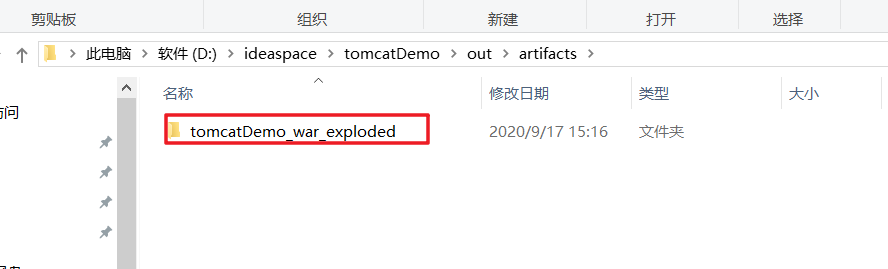 剪贴板 组织 新建 打开 选择
此电脑 软件 (D:) ideaspace tomcatDemo out artifacts
名称 修改日期 类型 大小
访问
tomcatDemo_war_exploded 2020/9/17 15:16 文件夹